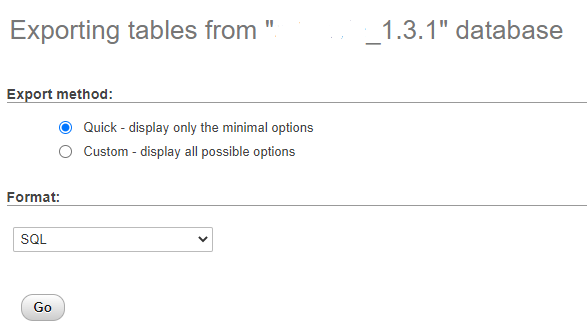 Exporting tables from " _1.3.1" database
Export method:
Quick - display only the minimal options
Custom - display all possible options
Format:
SQL
Go